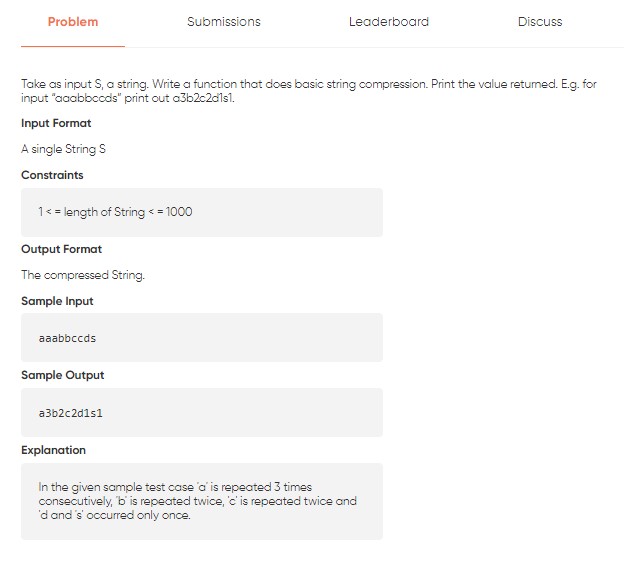 Problem
Submissions
Leaderboard
Discuss
Take as input S, a string. Write a function that does basic string compression. Print the value returned. E.g. for
input “aaabbccds” print out a3b2c2d1s1.
Input Format
A single String S
Constraints
1 < = length of String < = 1000
Output Format
The compressed String.
Sample Input
aaabbccds
Sample Output
a3b2c2d1s1
Explanation
In the given sample test case 'a' is repeated 3 times
consecutively, 'b' is repeated twice, 'c' is repeated twice and
'd and 's' occurred only once.